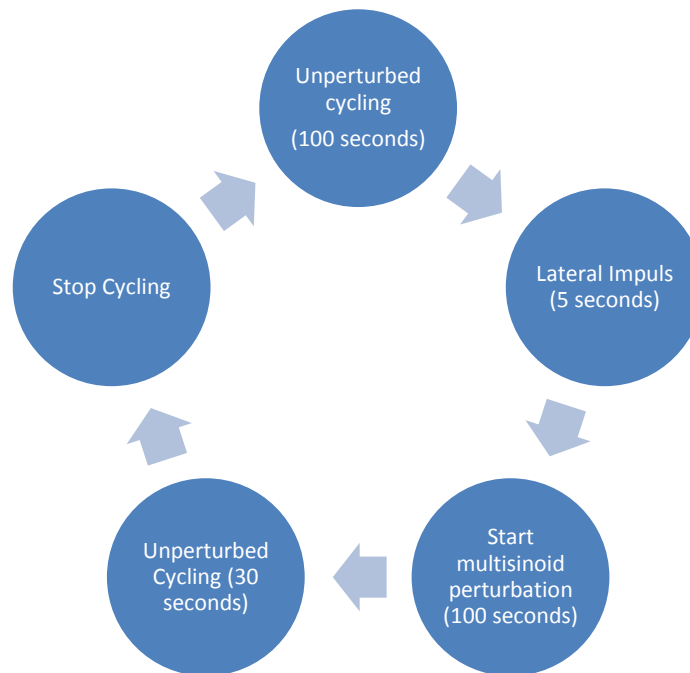 Unperturbed
cycling
(100 seconds)
Lateral Impuls
(5 seconds)
Start
multisinoid
perturbation
(100 seconds)
Unperturbed
Cycling (30
seconds)
Stop Cycling